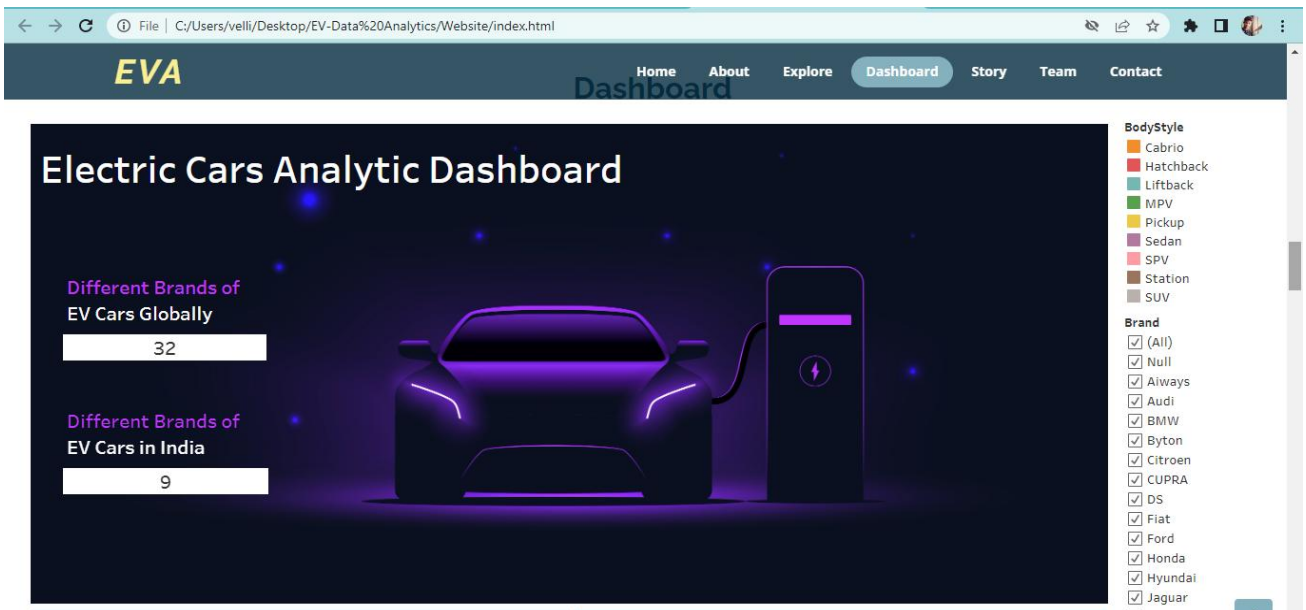 File | C:/Users/velli/Desktop/EV-Data%20Analytics/Website/index.html
EVA
Home About Explore Dashboard Story Team Contact
Dashboard
Electric Cars Analytic Dashboard
Different Brands of
EV Cars Globally
32
Different Brands of
EV Cars in India
9
BodyStyle
Cabrio
Hatchback
Liftback
MPV
Pickup
Sedan
SPV
Station
SUV
Brand
(All)
Null
Aiways
Audi
BMW
Byton
Citroen
CUPRA
DS
Fiat
Ford
Honda
Hyundai
Jaguar